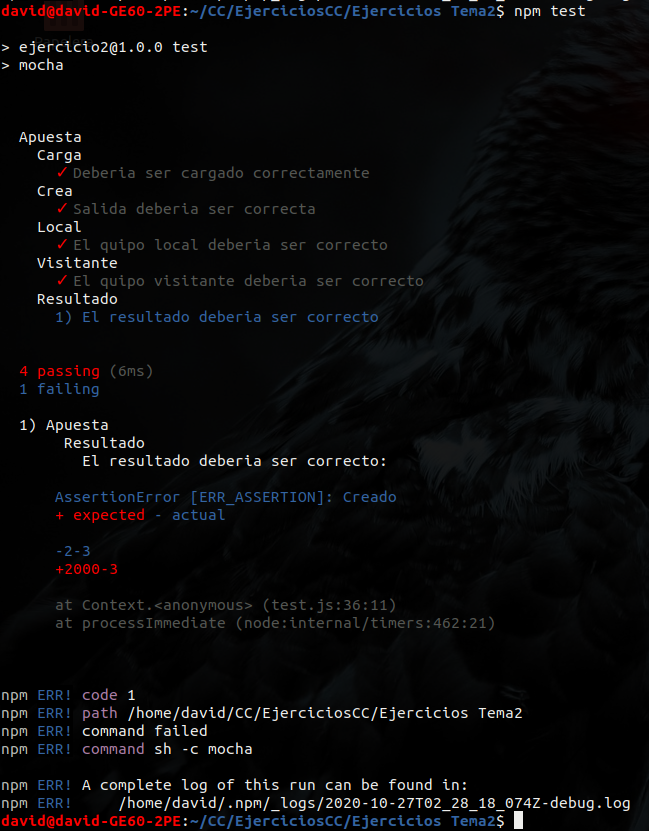 david@david-GE60-2PE:~/CC/EjerciciosCC/Ejercicios Tema2$ npm test
> ejercicio2@1.0.0 test
> mocha
Apuesta
Carga
✓ Deberia ser cargado correctamente
Crea
✓ Salida deberia ser correcta
Local
✓ El quipo local deberia ser correcto
Visitante
✓ El quipo visitante deberia ser correcto
Resultado
1) El resultado deberia ser correcto
4 passing (6ms)
1 failing
1) Apuesta
Resultado
El resultado deberia ser correcto:
AssertionError [ERR_ASSERTION]: Creado
+ expected - actual
-2-3
+2000-3
at Context.<anonymous> (test.js:36:11)
at processImmediate (node:internal/timers:462:21)
npm ERR! code 1
npm ERR! path /home/david/CC/EjerciciosCC/Ejercicios Tema2
npm ERR! command failed
npm ERR! command sh -c mocha
npm ERR! A complete log of this run can be found in:
npm ERR!     /home/david/.npm/_logs/2020-10-27T02_28_18_074Z-debug.log
david@david-GE60-2PE:~/CC/EjerciciosCC/Ejercicios Tema2$